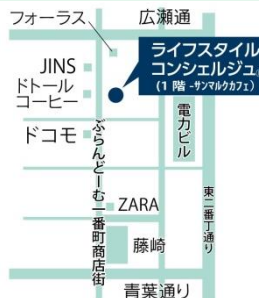 フォーラス
広瀬通
ライフスタイル
コンシェルジュ
(1階-サンマルクカフェ)
JINS
ドトール
コーヒー
ドコモ
電力ビル
ぶらんどーむ一番町商店街
東二番丁通り
ZARA
藤崎
青葉通り